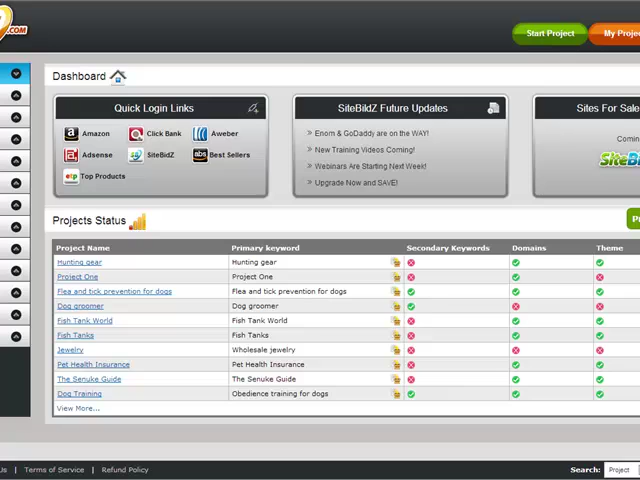 .COM
Start Project
My Proje
Dashboard
Quick Login Links
SiteBildZ Future Updates
Sites For Sale
Amazon
Click Bank
Aweber
Adsense
SiteBidZ
Best Sellers
Top Products
Enom & GoDaddy are on the WAY!
New Training Videos Coming!
Webinars Are Starting Next Week!
Upgrade Now and SAVE!
Comin
SiteB
Projects Status
Project Name Primary keyword Secondary Keywords Domains Theme
Hunting gear Hunting gear
Project One Project One
Flea and tick prevention for dogs Flea and tick prevention for dogs
Dog groomer Dog groomer
Fish Tank World Fish Tank World
Fish Tanks Fish Tanks
Jewelry Wholesale jewelry
Pet Health Insurance Pet Health Insurance
The Senuke Guide The Senuke Guide
Dog Training Obedience training for dogs
View More...
Us | Terms of Service | Refund Policy
Search: Project